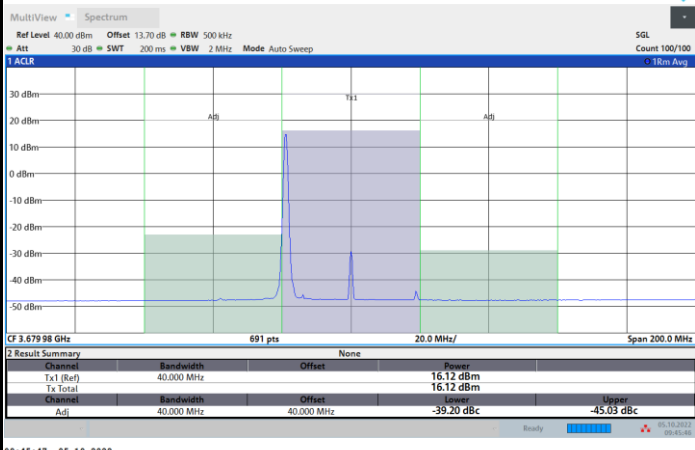 MultiView Spectrum
Ref Level 40.00 dBm Offset 13.70 dB RBW 500 kHz SGL
Att 30 dB SWT 200 ms VBW 2 MHz Mode Auto Sweep Count 100/100
1 ACLR 1Rm Avg
30 dBm
Tx1
20 dBm Adj Adj
10 dBm
0 dBm
-10 dBm
-20 dBm
-30 dBm
-40 dBm
-50 dBm
CF 3.67998 GHz 691 pts 20.0 MHz/ Span 200.0 MHz
2 Result Summary None
Channel Bandwidth Offset Power
Tx1 (Ref) 40.000 MHz 16.12 dBm
Tx Total 16.12 dBm
Channel Bandwidth Offset Lower Upper
Adj 40.000 MHz 40.000 MHz -39.20 dBc -45.03 dBc
Ready 05.10.2022
09:45:46